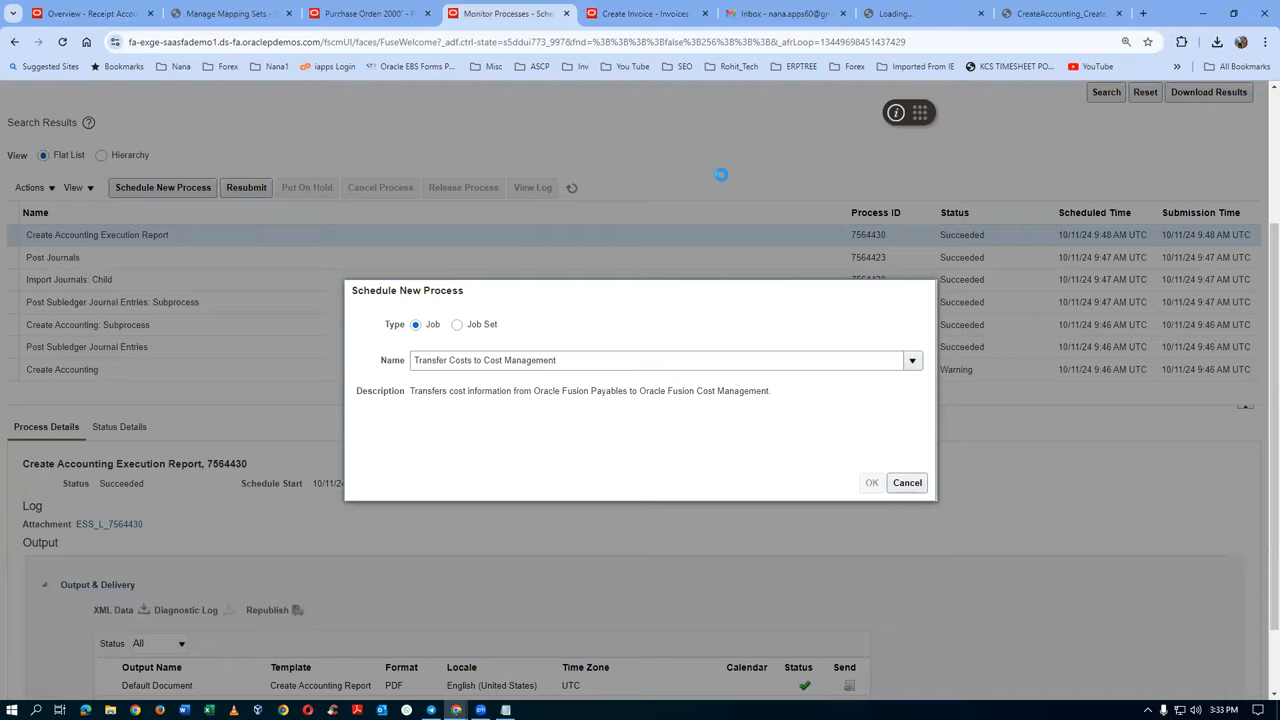 Overview - Receipt Account
Manage Mapping Sets -
Purchase Order: 2000
Monitor Processes - Sche
Create Invoice - Invoices
Inbox - nana.apps60@gm
Loading...
CreateAccounting_Create
fa-exge-saasfademo1.ds-fa.oraclepdemos.com/fscmUI/faces/FuseWelcome?_adf.ctrl-state=s5ddui773_997&fnd=%3B%3B%3B%3Bfalse%3B256%3B%3B%3B&_afrLoop=13449698451437429
Suggested Sites
Nana
Forex
Nana1
iapps Login
Oracle EBS Forms P...
Misc
ASCP
Inv
You Tube
SEO
Rohit_Tech
ERPTREE
Forex
Imported From IE
KCS TIMESHEET PO...
YouTube
All Bookmarks
Search Reset Download Results
Search Results
View Flat List Hierarchy
Actions View Schedule New Process Resubmit Put On Hold Cancel Process Release Process View Log
Name Process ID Status Scheduled Time Submission Time
Create Accounting Execution Report 7564430 Succeeded 10/11/24 9:48 AM UTC 10/11/24 9:48 AM UTC
Post Journals 7564423 Succeeded 10/11/24 9:47 AM UTC 10/11/24 9:47 AM UTC
Import Journals: Child Succeeded 10/11/24 9:47 AM UTC 10/11/24 9:47 AM UTC
Post Subledger Journal Entries: Subprocess Succeeded 10/11/24 9:46 AM UTC 10/11/24 9:46 AM UTC
Create Accounting: Subprocess Succeeded 10/11/24 9:46 AM UTC 10/11/24 9:46 AM UTC
Post Subledger Journal Entries Succeeded 10/11/24 9:46 AM UTC 10/11/24 9:46 AM UTC
Create Accounting Warning 10/11/24 9:46 AM UTC 10/11/24 9:46 AM UTC
Schedule New Process
Type Job Job Set
Name Transfer Costs to Cost Management
Description Transfers cost information from Oracle Fusion Payables to Oracle Fusion Cost Management.
OK Cancel
Process Details Status Details
Create Accounting Execution Report, 7564430
Status Succeeded Schedule Start 10/11/2
Log
Attachment ESS_L_7564430
Output
Output & Delivery
XML Data Diagnostic Log Republish
Status All
Output Name Template Format Locale Time Zone Calendar Status Send
Default Document Create Accounting Report PDF English (United States) UTC
3:33 PM